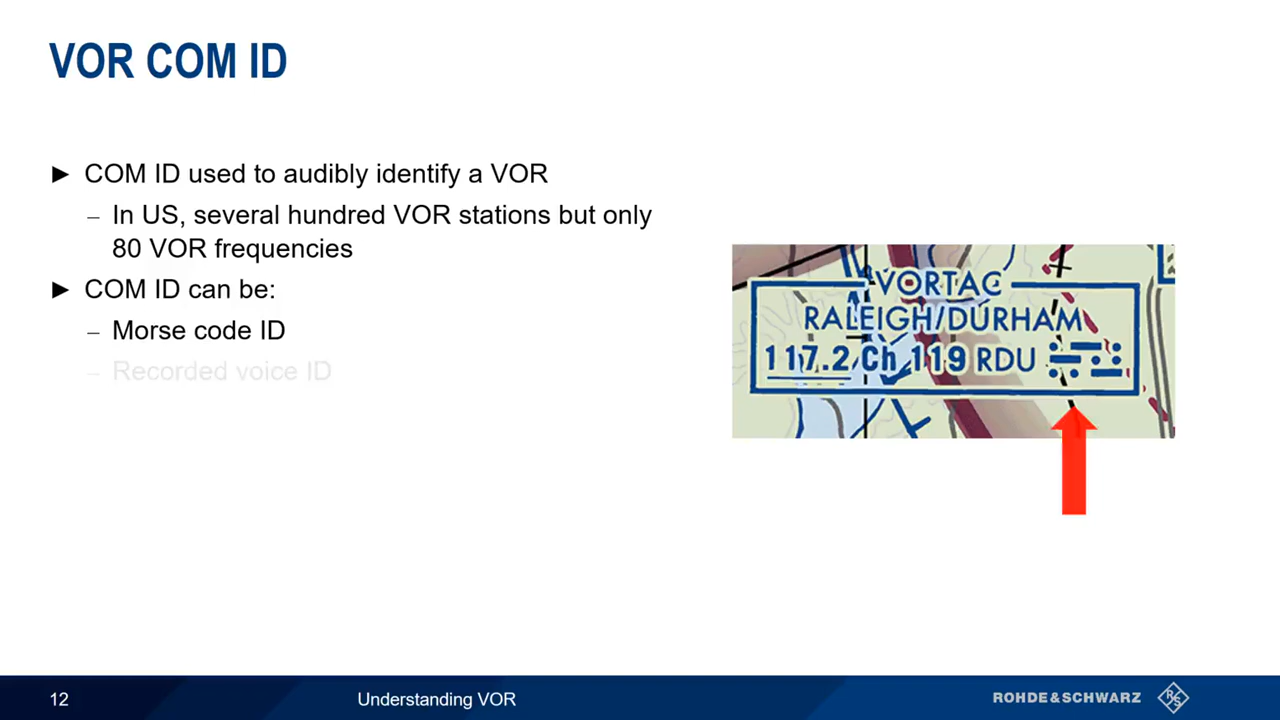 VOR COM ID
► COM ID used to audibly identify a VOR
– In US, several hundred VOR stations but only
80 VOR frequencies
► COM ID can be:
– Morse code ID
– Recorded voice ID
VORTAC
RALEIGH/DURHAM
117.2 Ch 119 RDU
12
Understanding VOR
ROHDE & SCHWARZ
R S